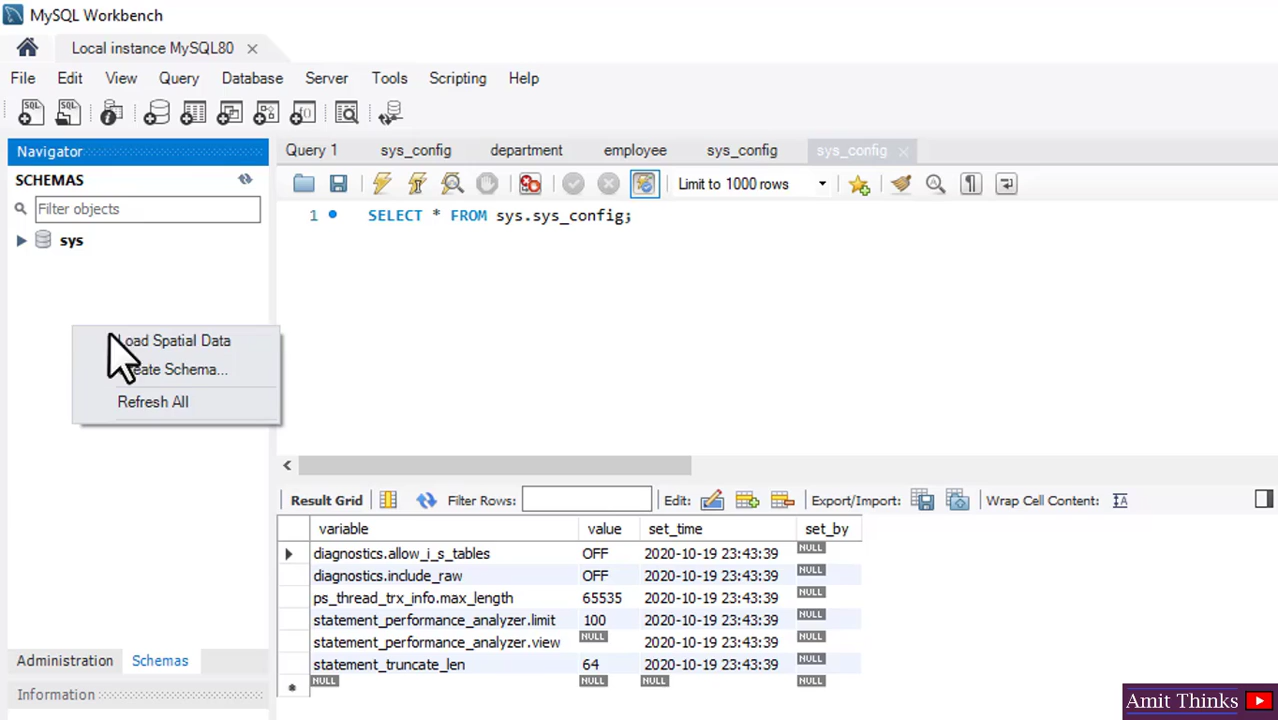 MySQL Workbench
Local instance MySQL80
File Edit View Query Database Server Tools Scripting Help
SQL SQL
Navigator
SCHEMAS
Filter objects
sys
Load Spatial Data
Create Schema...
Refresh All
Administration Schemas
Information
Query 1 sys_config department employee sys_config sys_config
Limit to 1000 rows
1 SELECT * FROM sys.sys_config;
Result Grid Filter Rows: Edit: Export/Import: Wrap Cell Content:
variable value set_time set_by
diagnostics.allow_i_s_tables OFF 2020-10-19 23:43:39 NULL
diagnostics.include_raw OFF 2020-10-19 23:43:39 NULL
ps_thread_trx_info.max_length 65535 2020-10-19 23:43:39 NULL
statement_performance_analyzer.limit 100 2020-10-19 23:43:39 NULL
statement_performance_analyzer.view NULL 2020-10-19 23:43:39 NULL
statement_truncate_len 64 2020-10-19 23:43:39 NULL
NULL NULL NULL NULL
Amit Thinks